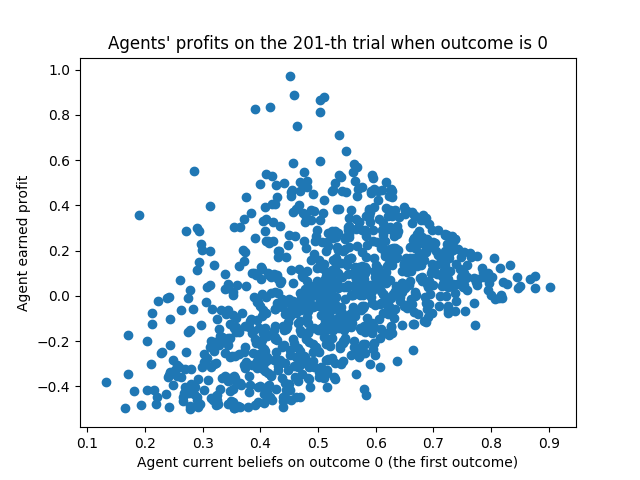 Agents' profits on the 201-th trial when outcome is 0
1.0
0.8
0.6
0.4
0.2
0.0
−0.2
−0.4
Agent earned profit
0.1 0.2 0.3 0.4 0.5 0.6 0.7 0.8 0.9
Agent current beliefs on outcome 0 (the first outcome)